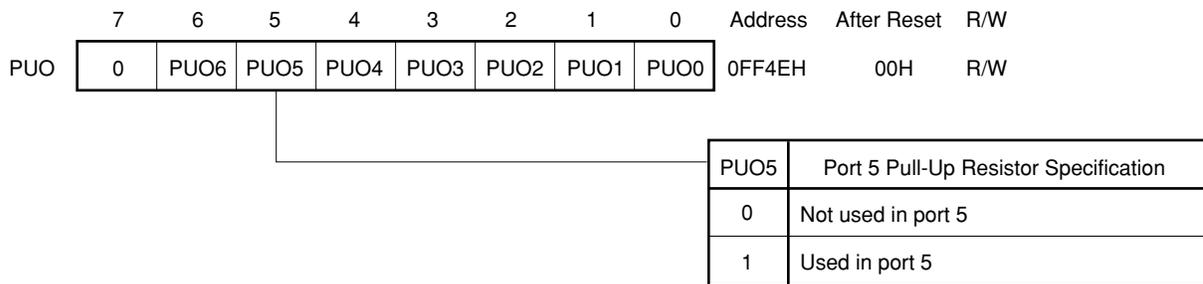 7 6 5 4 3 2 1 0 Address After Reset R/W
PUO 0 PUO6 PUO5 PUO4 PUO3 PUO2 PUO1 PUO0 0FF4EH 00H R/W
PUO5 Port 5 Pull-Up Resistor Specification
0 Not used in port 5
1 Used in port 5